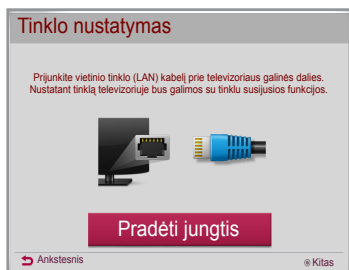 Tinklo nustatymas
Prijunkite vietinio tinklo (LAN) kabelį prie televizoriaus galinės dalies.
Nustatant tinklą televizoriuje bus galimos su tinklu susijusios funkcijos.
Pradėti jungtis
Ankstesnis
Kitas